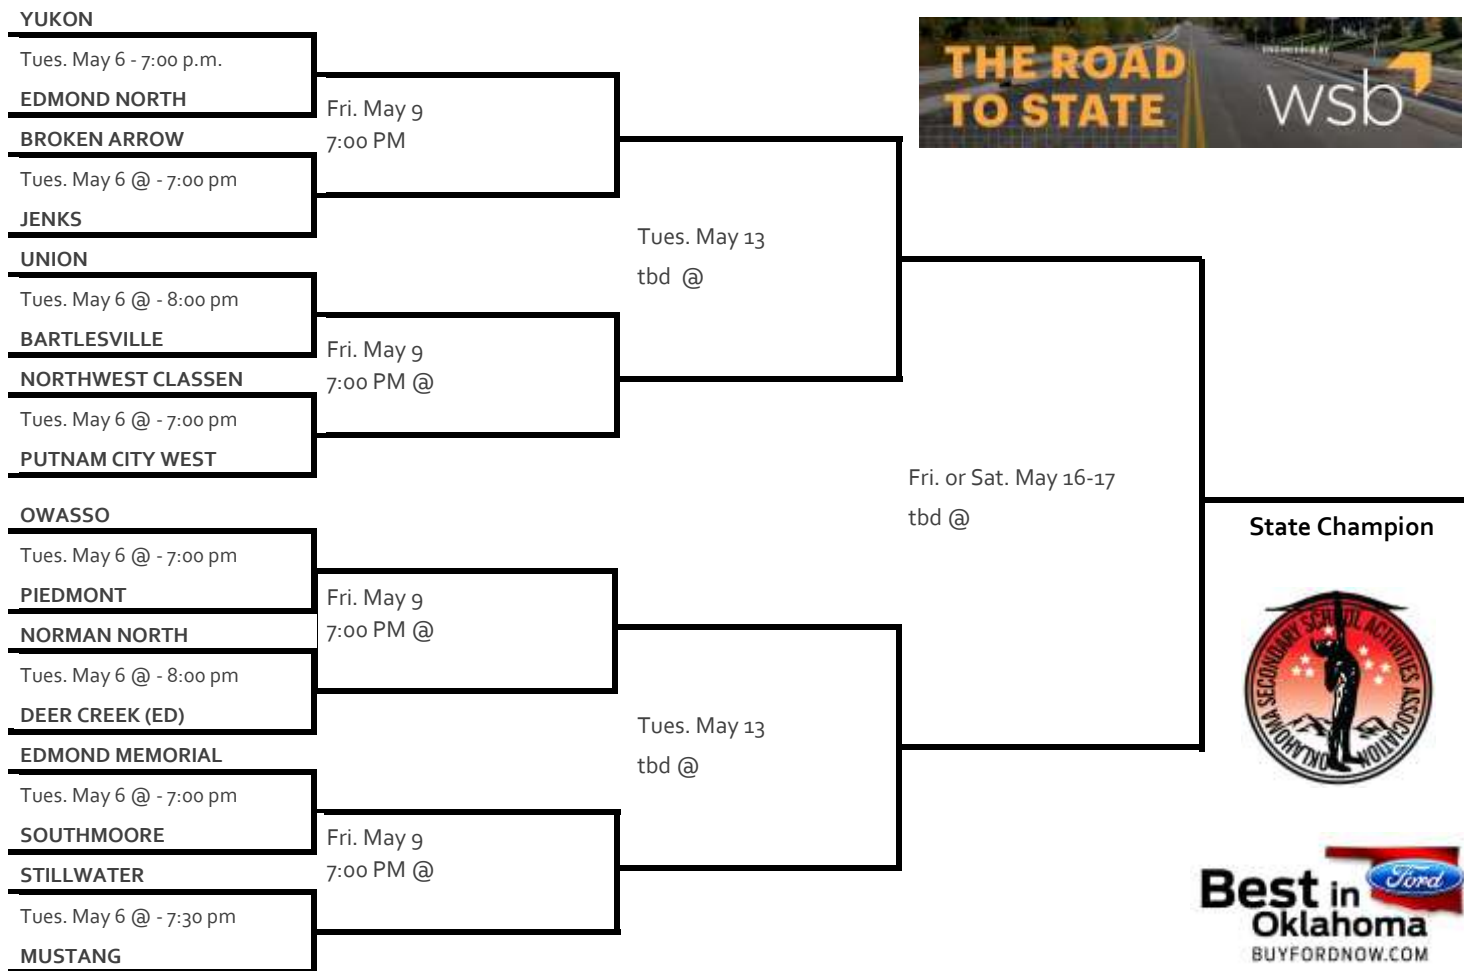 YUKON
Tues. May 6 - 7:00 p.m.
EDMOND NORTH
BROKEN ARROW
Tues. May 6 @ - 7:00 pm
JENKS
UNION
Tues. May 6 @ - 8:00 pm
BARTLESVILLE
NORTHWEST CLASSEN
Tues. May 6 @ - 7:00 pm
PUTNAM CITY WEST
OWASSO
Tues. May 6 @ - 7:00 pm
PIEDMONT
NORMAN NORTH
Tues. May 6 @ - 8:00 pm
DEER CREEK (ED)
EDMOND MEMORIAL
Tues. May 6 @ - 7:00 pm
SOUTHMOORE
STILLWATER
Tues. May 6 @ - 7:30 pm
MUSTANG
Fri. May 9
7:00 PM
Fri. May 9
7:00 PM @
Fri. May 9
7:00 PM @
Fri. May 9
7:00 PM @
Tues. May 13
tbd @
Tues. May 13
tbd @
Fri. or Sat. May 16-17
tbd @
THE ROAD
TO STATE
wsb
State Champion
OKLAHOMA SECONDARY SCHOOL ACTIVITIES ASSOCIATION
Best in
Ford
Oklahoma
BUYFORDNOW.COM